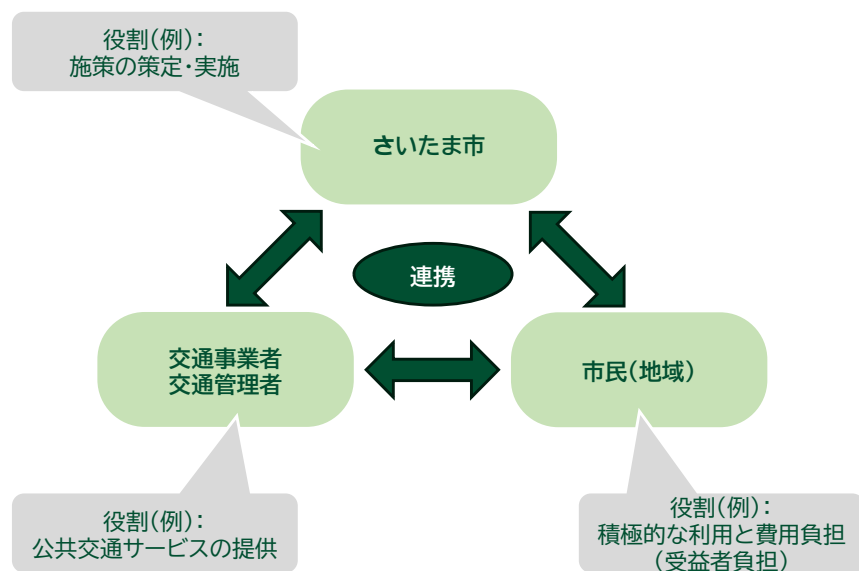 役割(例)：
施策の策定・実施
さいたま市
連携
交通事業者
交通管理者
市民(地域)
役割(例)：
公共交通サービスの提供
役割(例)：
積極的な利用と費用負担
(受益者負担)